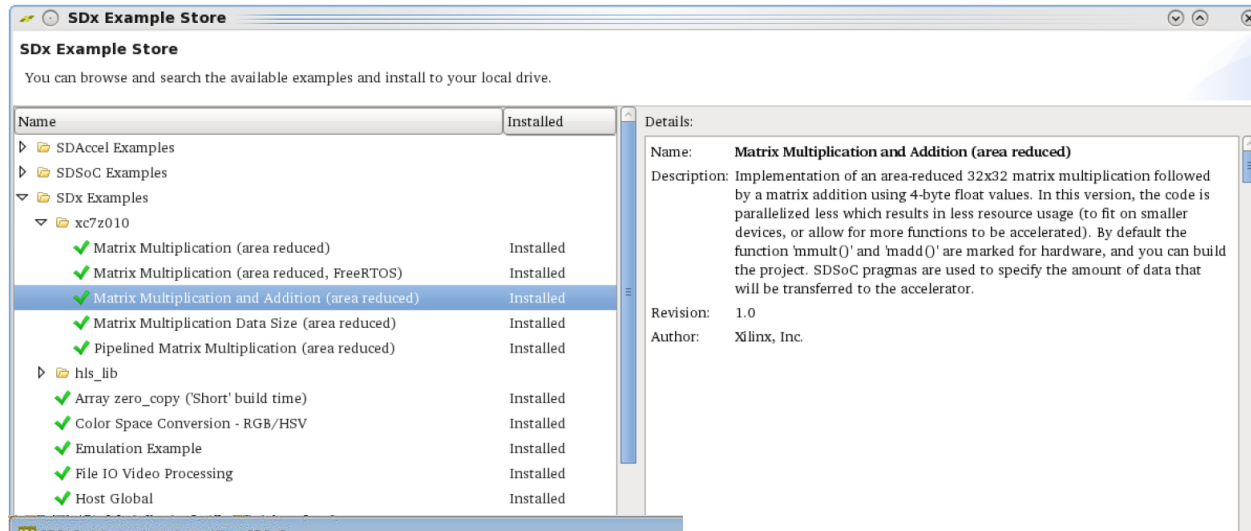 SDx Example Store
SDx Example Store
You can browse and search the available examples and install to your local drive.
Name Installed
SDAccel Examples
SDSoC Examples
SDx Examples
xc7z010
Matrix Multiplication (area reduced) Installed
Matrix Multiplication (area reduced, FreeRTOS) Installed
Matrix Multiplication and Addition (area reduced) Installed
Matrix Multiplication Data Size (area reduced) Installed
Pipelined Matrix Multiplication (area reduced) Installed
hls_lib
Array zero_copy ('Short' build time) Installed
Color Space Conversion - RGB/HSV Installed
Emulation Example Installed
File IO Video Processing Installed
Host Global Installed
Details:
Name: Matrix Multiplication and Addition (area reduced)
Description: Implementation of an area-reduced 32x32 matrix multiplication followed
by a matrix addition using 4-byte float values. In this version, the code is
parallelized less which results in less resource usage (to fit on smaller
devices, or allow for more functions to be accelerated). By default the
function 'mmult()' and 'madd()' are marked for hardware, and you can build
the project. SDSoC pragmas are used to specify the amount of data that
will be transferred to the accelerator.
Revision: 1.0
Author: Xilinx, Inc.